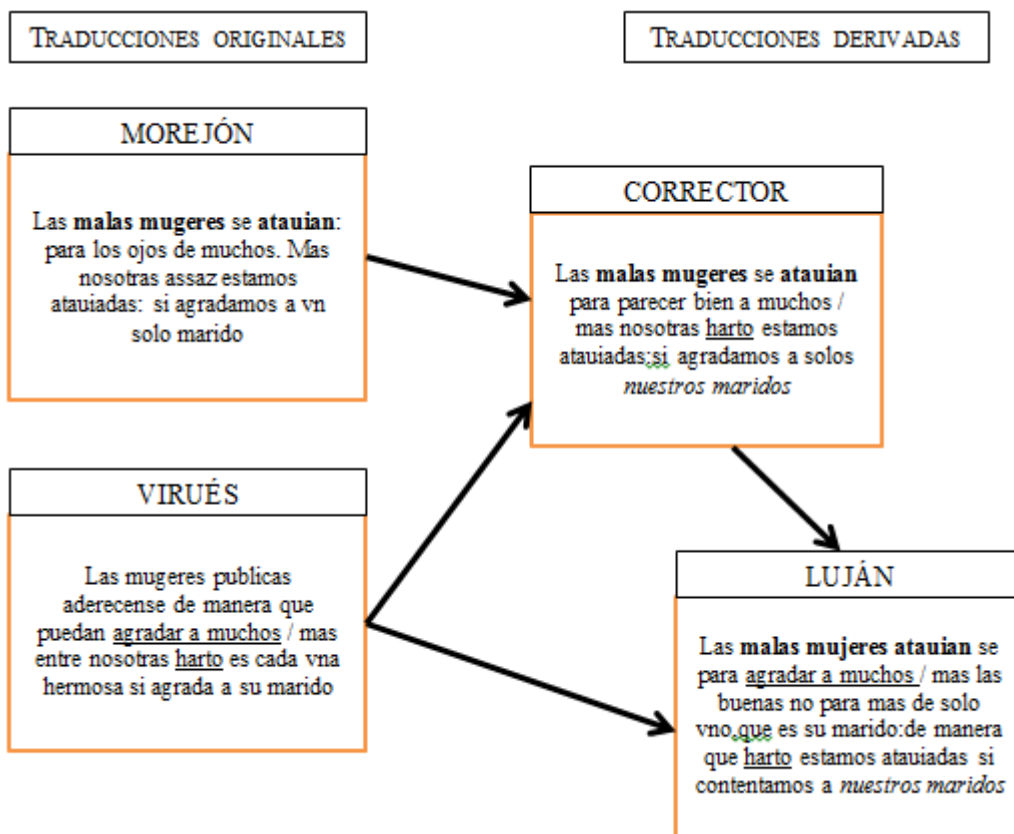 TRADUCCIONES ORIGINALES
TRADUCCIONES DERIVADAS
MOREJÓN
Las malas mugeres se atauian:
para los ojos de muchos. Mas
nosotras assaz estamos
atauiadas: si agradamos a vn
solo marido
CORRECTOR
Las malas mugeres se atauian
para parecer bien a muchos /
mas nosotras harto estamos
atauiadas:si agradamos a solos
nuestros maridos
VIRUÉS
Las mugeres publicas
aderecense de manera que
puedan agradar a muchos / mas
entre nosotras harto es cada vna
hermosa si agrada a su marido
LUJÁN
Las malas mujeres atauian se
para agradar a muchos / mas las
buenas no para mas de solo
vno,que es su marido:de manera
que harto estamos atauiadas si
contentamos a nuestros maridos